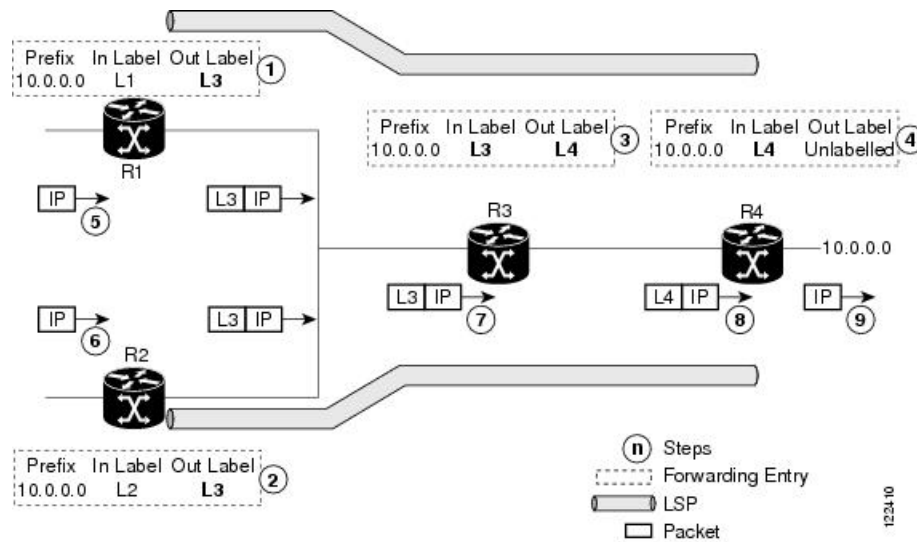 Prefix In Label Out Label
10.0.0.0 L1 L3
1
R1
Prefix In Label Out Label
10.0.0.0 L3 L4
3
Prefix In Label Out Label
10.0.0.0 L4 Unlabelled
4
IP
5
L3 IP
R3
R4
10.0.0.0
IP
6
L3 IP
L3 IP
7
L4 IP
8
IP
9
R2
Prefix In Label Out Label
10.0.0.0 L2 L3
2
n Steps
Forwarding Entry
LSP
Packet
122410